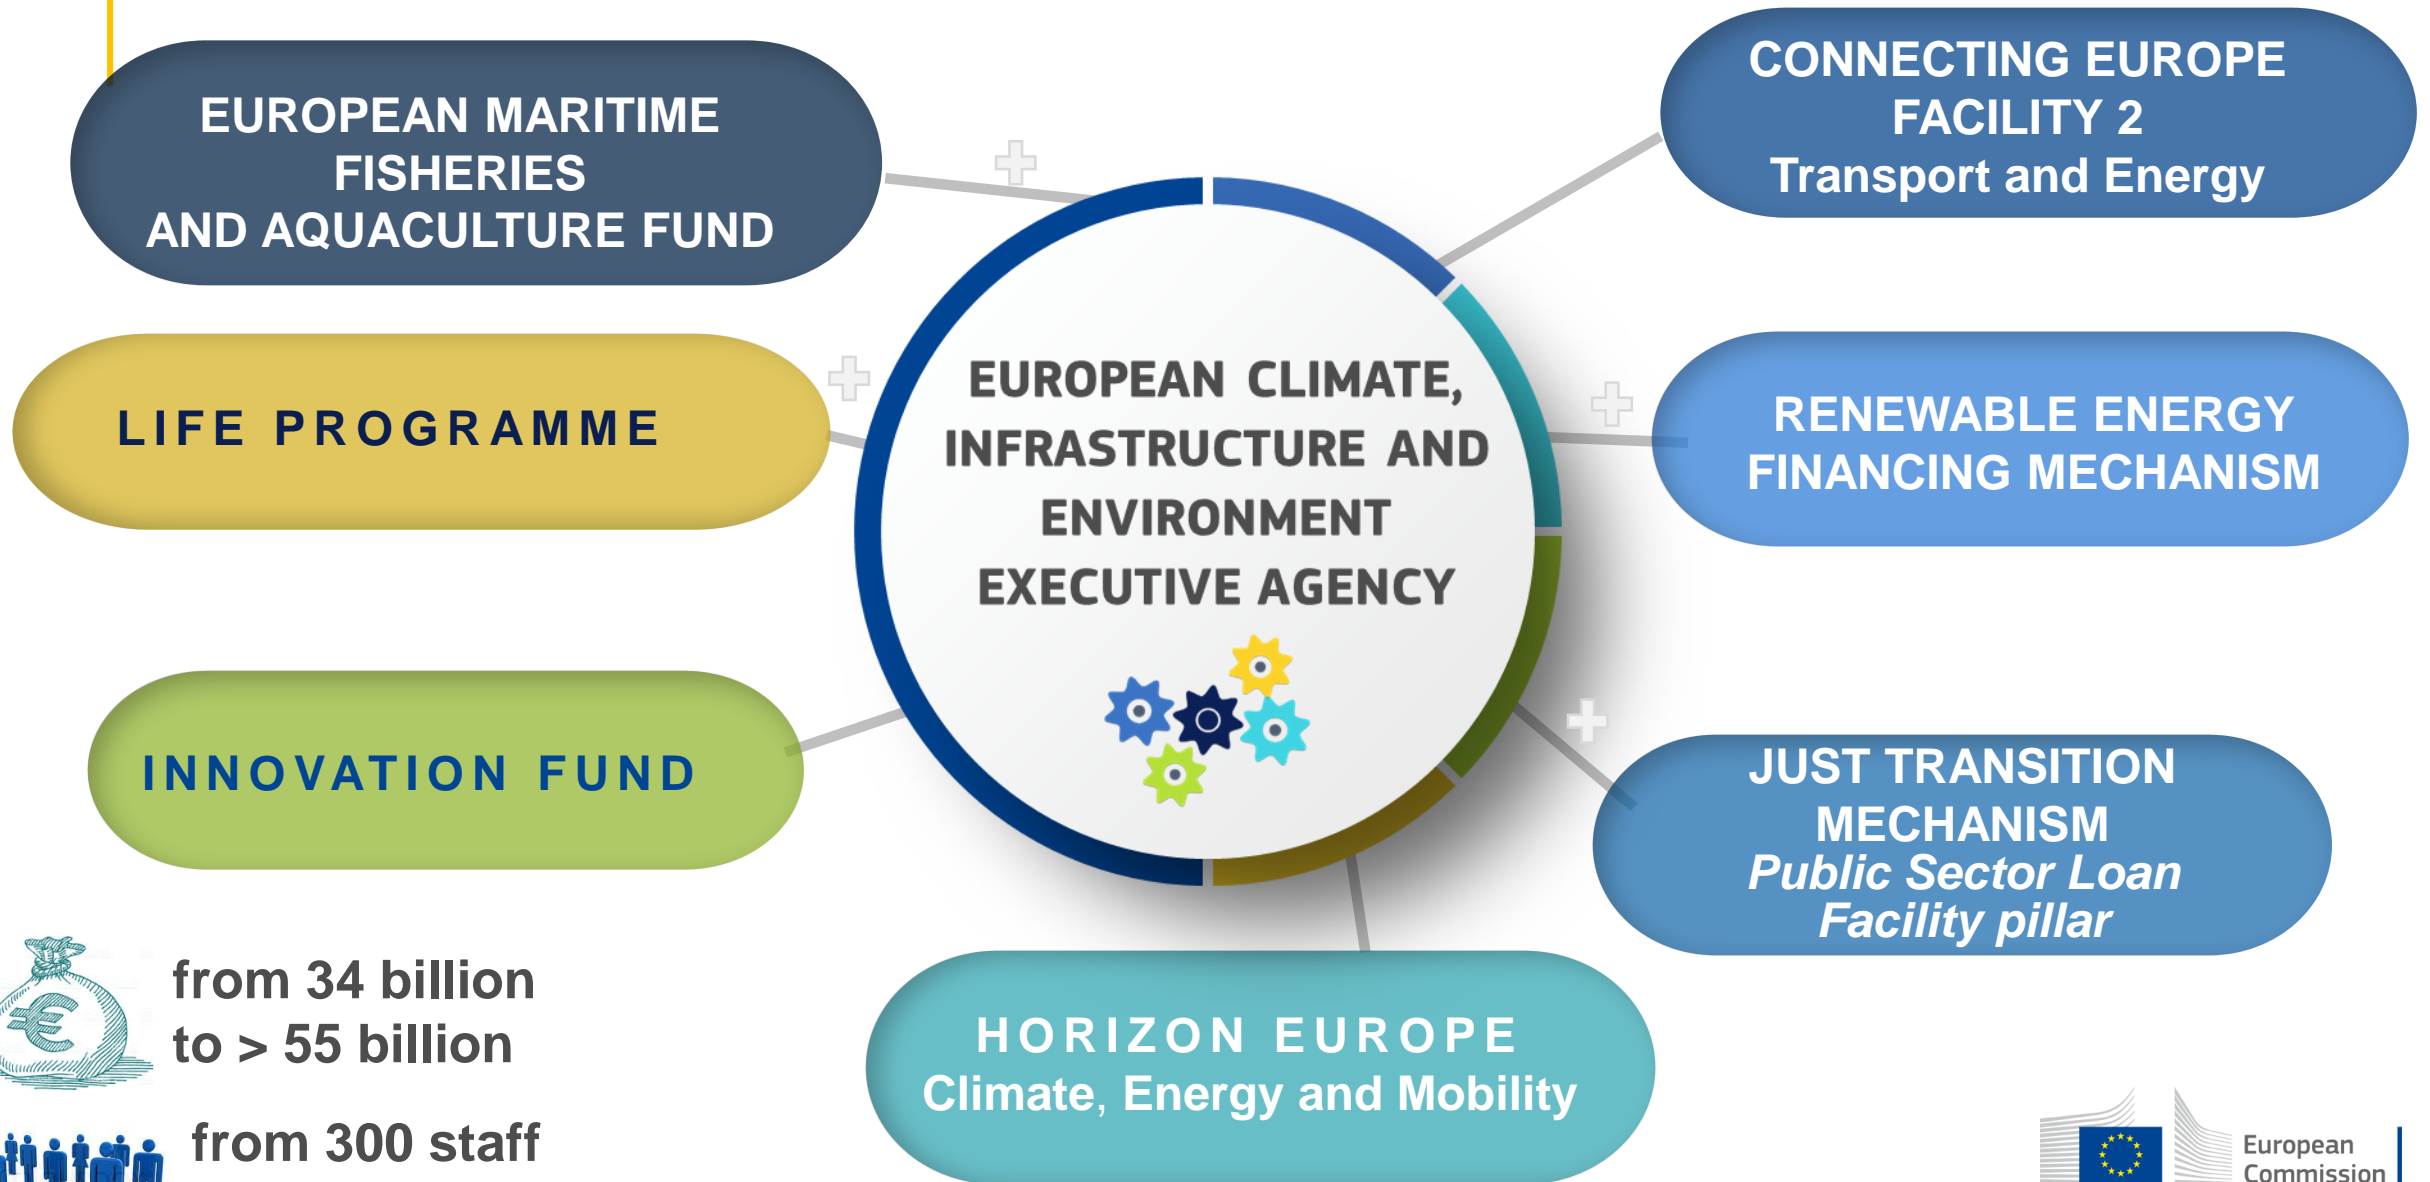 EUROPEAN MARITIME
FISHERIES
AND AQUACULTURE FUND
CONNECTING EUROPE
FACILITY 2
Transport and Energy
LIFE PROGRAMME
EUROPEAN CLIMATE,
INFRASTRUCTURE AND
ENVIRONMENT
EXECUTIVE AGENCY
RENEWABLE ENERGY
FINANCING MECHANISM
INNOVATION FUND
JUST TRANSITION
MECHANISM
Public Sector Loan
Facility pillar
HORIZON EUROPE
Climate, Energy and Mobility
€
from 34 billion
to > 55 billion
from 300 staff
European
Commission